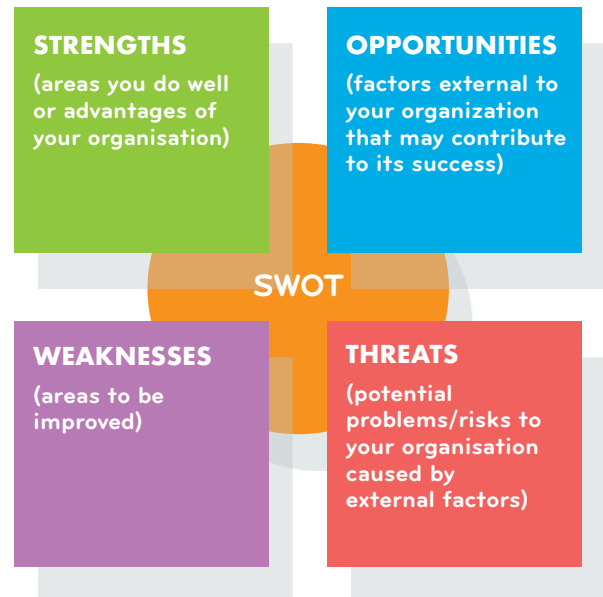 STRENGTHS
(areas you do well
or advantages of
your organisation)
OPPORTUNITIES
(factors external to
your organization
that may contribute
to its success)
SWOT
WEAKNESSES
(areas to be
improved)
THREATS
(potential
problems/risks to
your organisation
caused by
external factors)